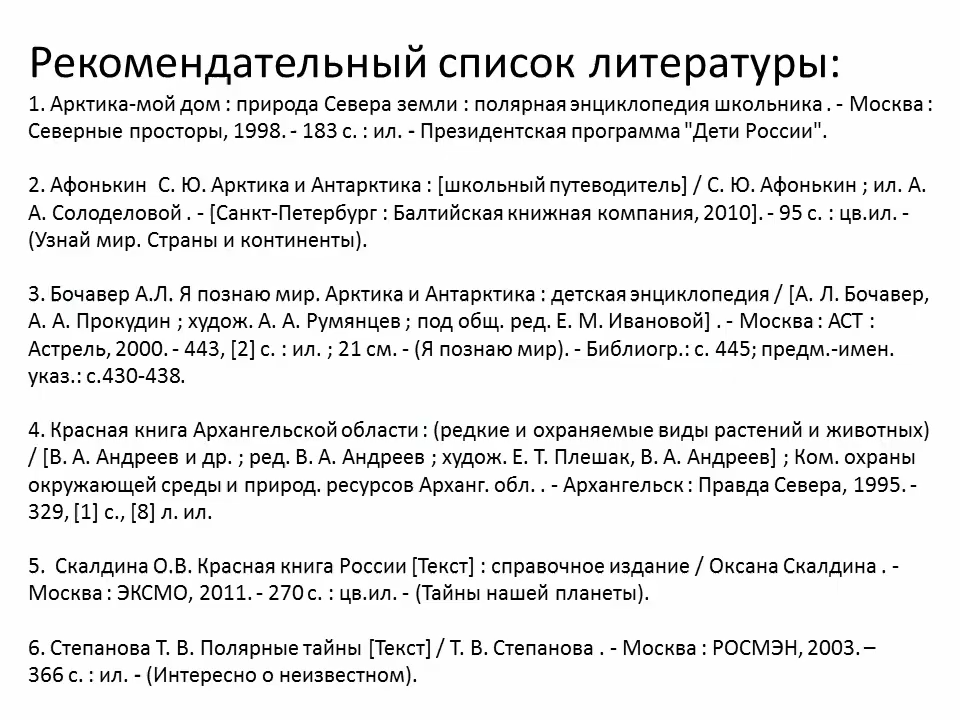 Рекомендательный список литературы:
1. Арктика-мой дом : природа Севера земли : полярная энциклопедия школьника . - Москва :
Северные просторы, 1998. - 183 с. : ил. - Президентская программа "Дети России".
2. Афонькин С. Ю. Арктика и Антарктика : [школьный путеводитель] / С. Ю. Афонькин ; ил. А.
А. Солоделовой . - [Санкт-Петербург : Балтийская книжная компания, 2010]. - 95 с. : цв.ил. -
(Узнай мир. Страны и континенты).
3. Бочавер А.Л. Я познаю мир. Арктика и Антарктика : детская энциклопедия / [А. Л. Бочавер,
А. А. Прокудин ; худож. А. А. Румянцев ; под общ. ред. Е. М. Ивановой] . - Москва : АСТ :
Астрель, 2000. - 443, [2] с. : ил. ; 21 см. - (Я познаю мир). - Библиогр.: с. 445; предм.-имен.
указ.: с.430-438.
4. Красная книга Архангельской области : (редкие и охраняемые виды растений и животных)
/ [В. А. Андреев и др. ; ред. В. А. Андреев ; худож. Е. Т. Плешак, В. А. Андреев] ; Ком. охраны
окружающей среды и природ. ресурсов Арханг. обл. . - Архангельск : Правда Севера, 1995. -
329, [1] с., [8] л. ил.
5. Скалдина О.В. Красная книга России [Текст] : справочное издание / Оксана Скалдина . -
Москва : ЭКСМО, 2011. - 270 с. : цв.ил. - (Тайны нашей планеты).
6. Степанова Т. В. Полярные тайны [Текст] / Т. В. Степанова . - Москва : РОСМЭН, 2003. –
366 с. : ил. - (Интересно о неизвестном).